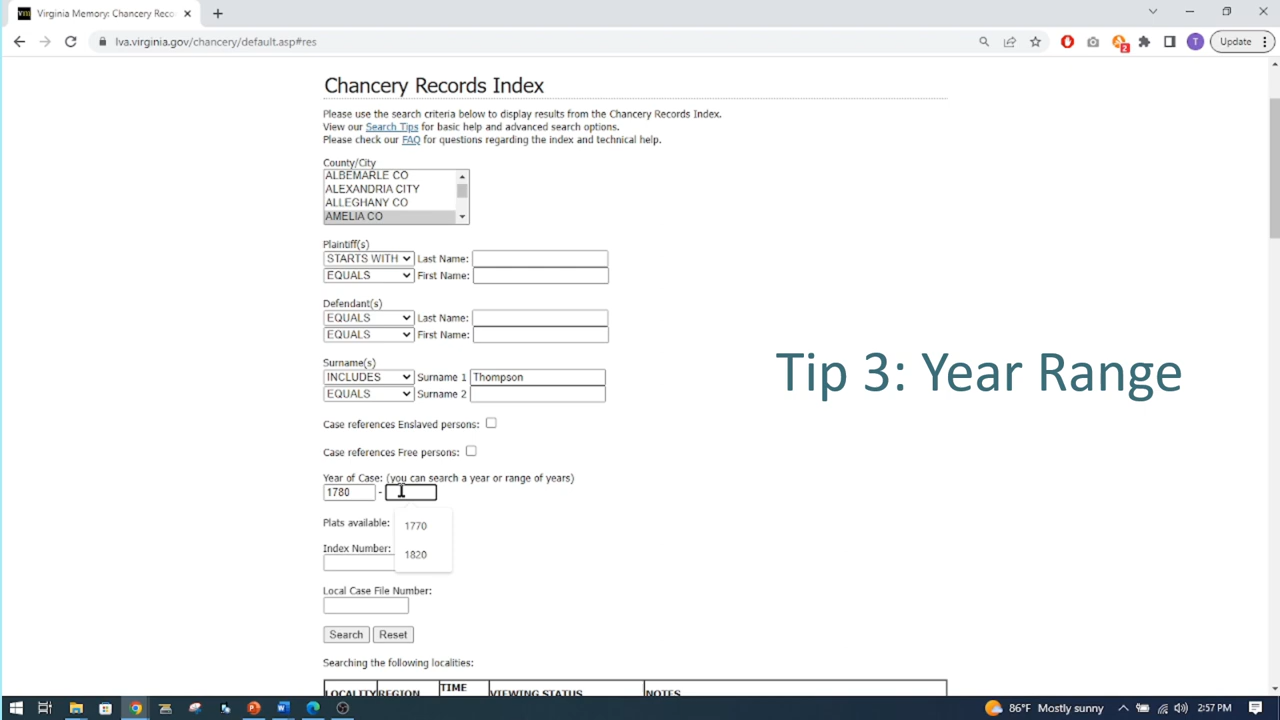 Virginia Memory: Chancery Reco
lva.virginia.gov/chancery/default.asp#res
2
T
Update
Chancery Records Index
Please use the search criteria below to display results from the Chancery Records Index.
View our Search Tips for basic help and advanced search options.
Please check our FAQ for questions regarding the index and technical help.
County/City
ALBEMARLE CO
ALEXANDRIA CITY
ALLEGHANY CO
AMELIA CO
Plaintiff(s)
STARTS WITH Last Name:
EQUALS First Name:
Defendant(s)
EQUALS Last Name:
EQUALS First Name:
Surname(s)
INCLUDES Surname 1 Thompson
EQUALS Surname 2
Tip 3: Year Range
Case references Enslaved persons:
Case references Free persons:
Year of Case: (you can search a year or range of years)
1780 -
Plats available:
1770
Index Number:
1820
Local Case File Number:
Search Reset
Searching the following localities:
LOCALITY REGION TIME VIEWING STATUS NOTES
86°F Mostly sunny 2:57 PM